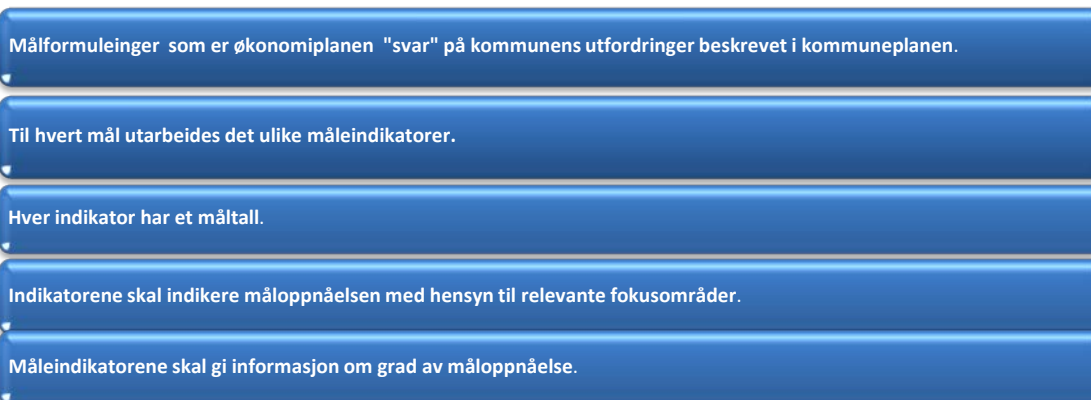 Målformuleinger  som er økonomiplanen  "svar" på kommunens utfordringer beskrevet i kommuneplanen.
Til hvert mål utarbeides det ulike måleindikatorer.
Hver indikator har et måltall.
Indikatorene skal indikere måloppnåelsen med hensyn til relevante fokusområder.
Måleindikatorene skal gi informasjon om grad av måloppnåelse.